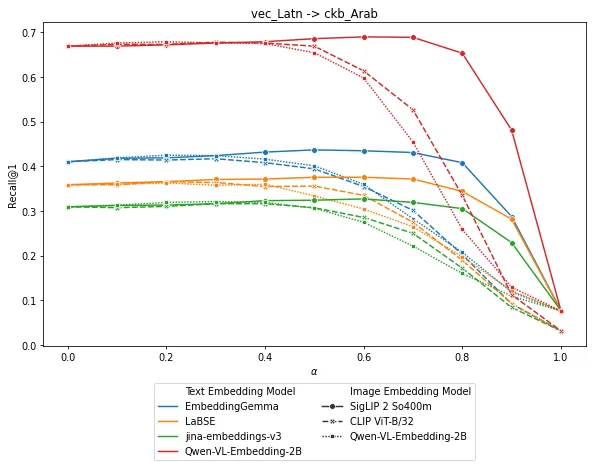 vec_Latn -> ckb_Arab
Recall@1
0.7
0.6
0.5
0.4
0.3
0.2
0.1
0.0
0.0 0.2 0.4 0.6 0.8 1.0
α
Text Embedding Model Image Embedding Model
EmbeddingGemma SigLIP 2 So400m
LaBSE CLIP ViT-B/32
jina-embeddings-v3 Qwen-VL-Embedding-2B
Qwen-VL-Embedding-2B